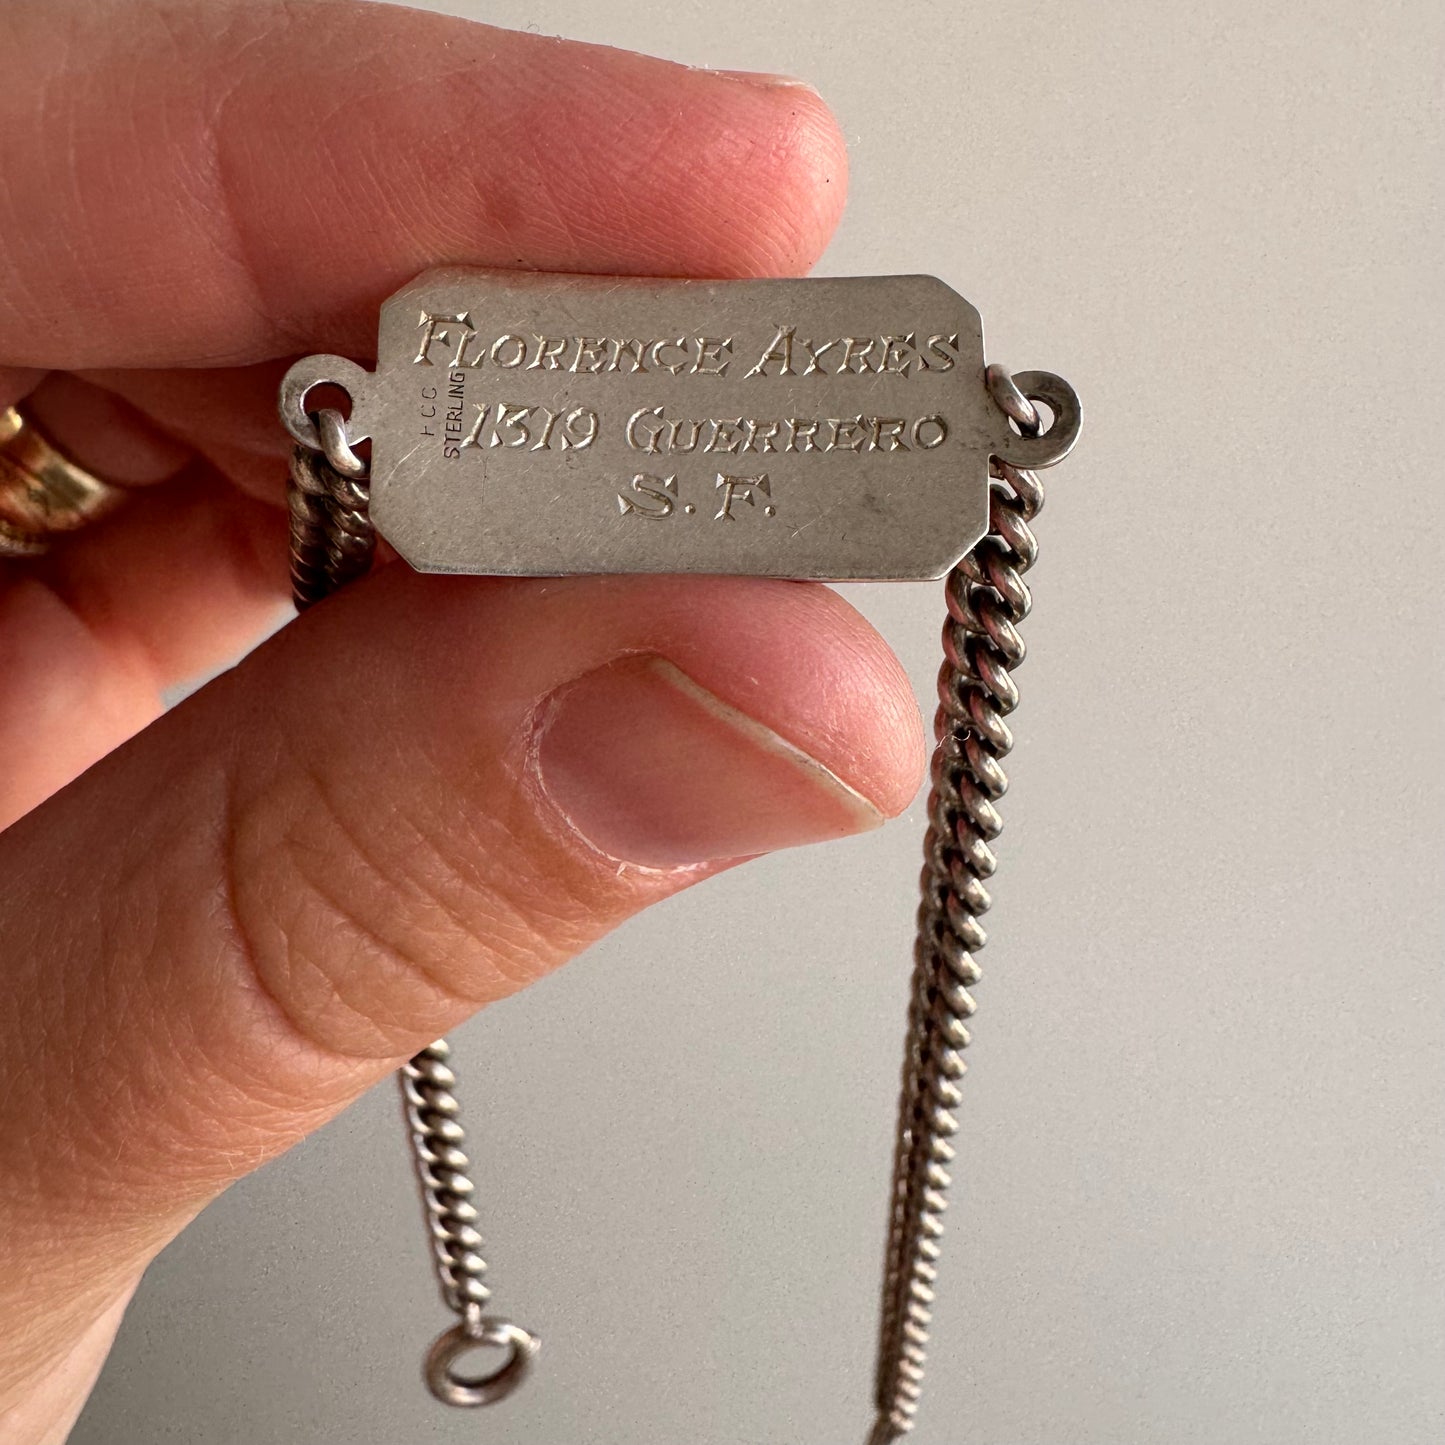 FLORENCE AYRES
1319 GUERRERO
S. F.
FCC
STERLING